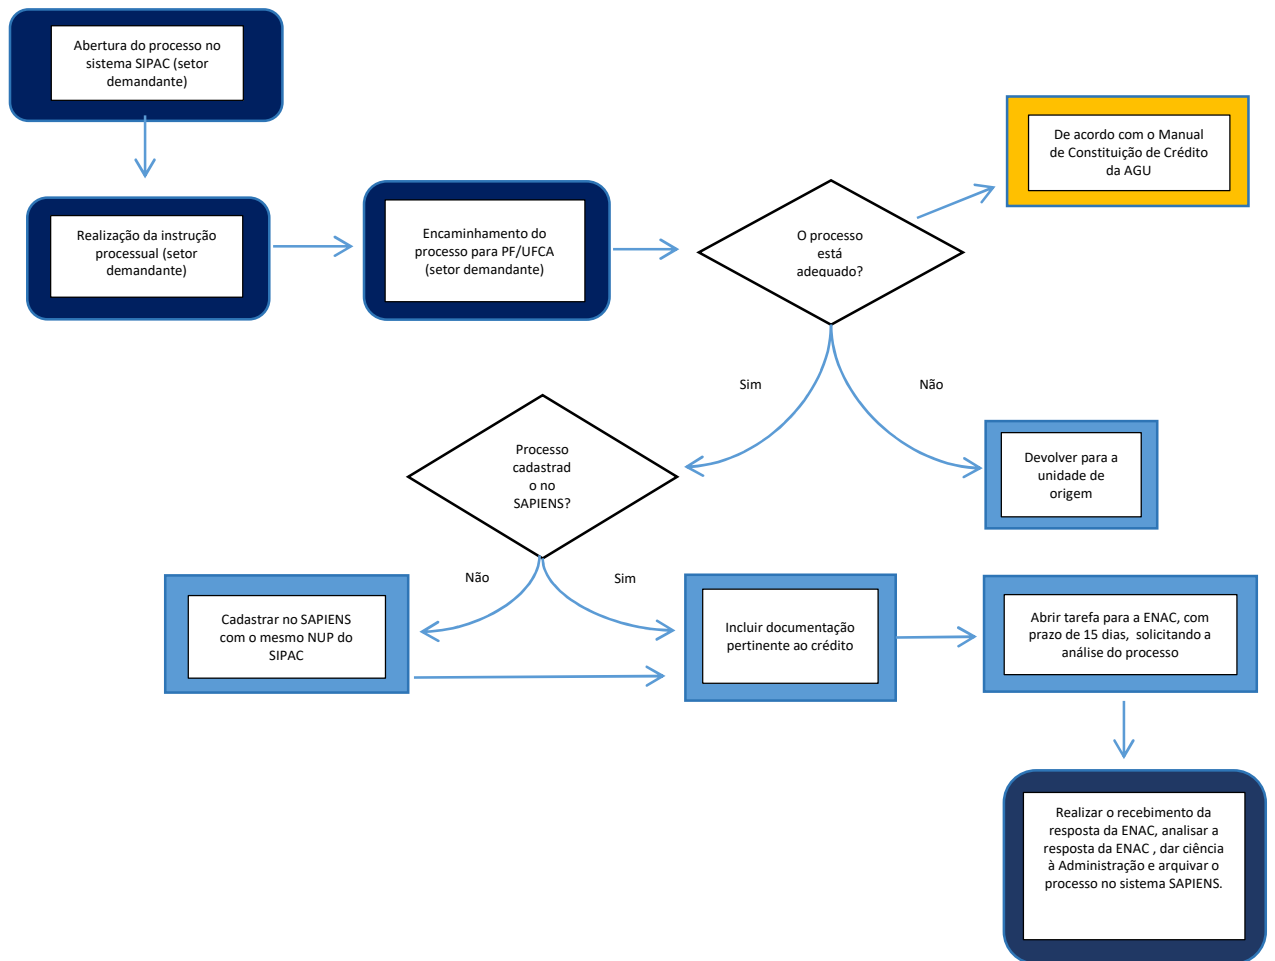 Abertura do processo no
sistema SIPAC (setor
demandante)
De acordo com o Manual
de Constituição de Crédito
da AGU
Realização da instrução
processual (setor
demandante)
Encaminhamento do
processo para PF/UFCA
(setor demandante)
O processo
está
adequado?
Sim
Não
Processo
cadastrad
o no
SAPIENS?
Devolver para a
unidade de
origem
Não
Sim
Cadastrar no SAPIENS
com o mesmo NUP do
SIPAC
Incluir documentação
pertinente ao crédito
Abrir tarefa para a ENAC, com
prazo de 15 dias, solicitando a
análise do processo
Realizar o recebimento da
resposta da ENAC, analisar a
resposta da ENAC , dar ciência
à Administração e arquivar o
processo no sistema SAPIENS.